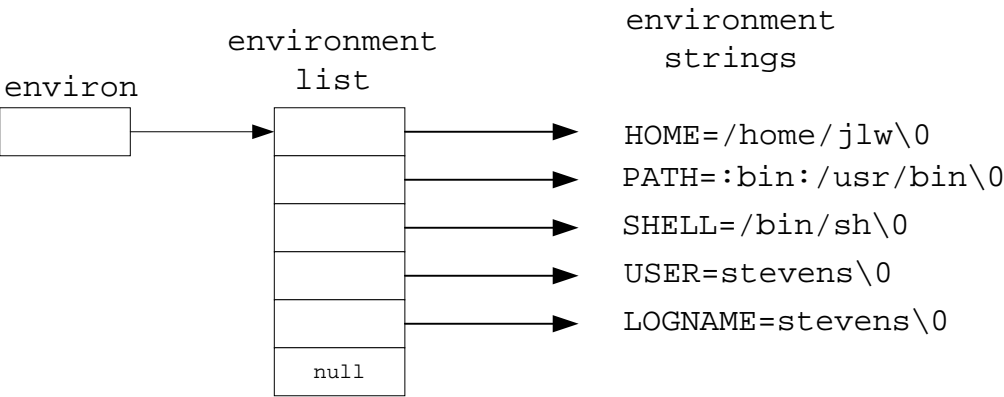 environ
environment
list
environment
strings
HOME=/home/jlw\0
PATH=:bin:/usr/bin\0
SHELL=/bin/sh\0
USER=stevens\0
LOGNAME=stevens\0
null